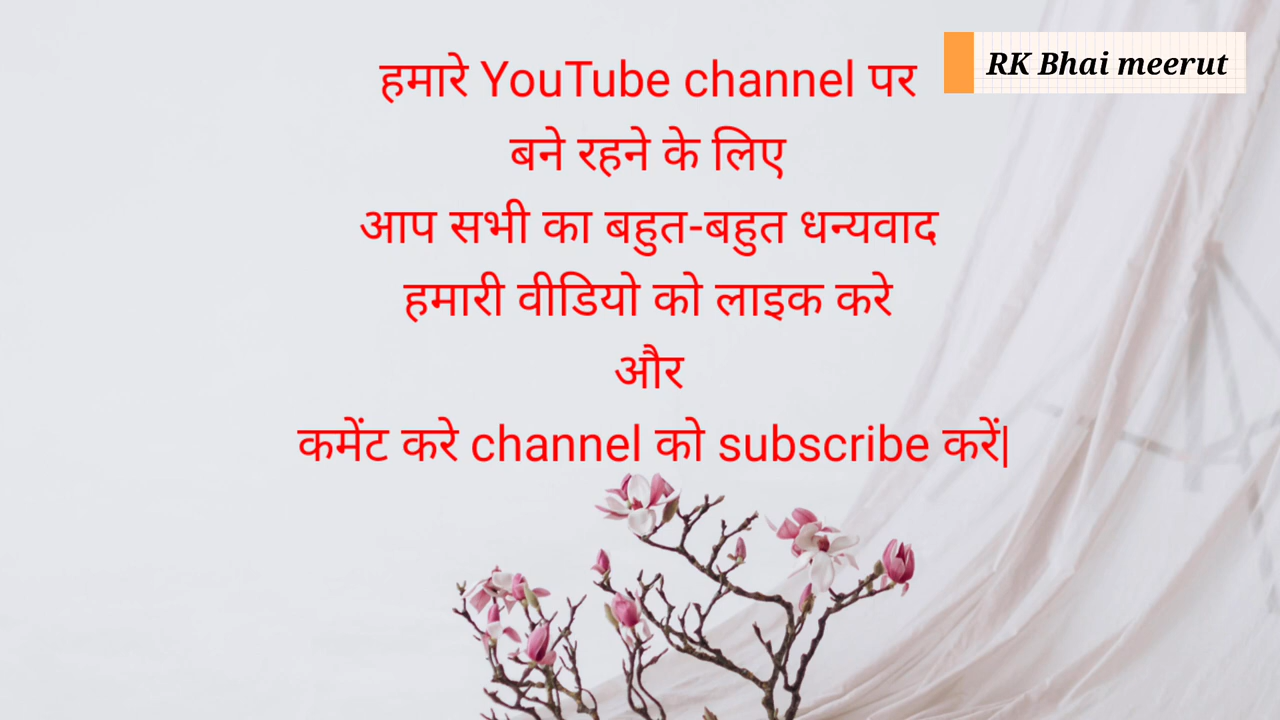 RK Bhai meerut
हमारे YouTube channel पर
बने रहने के लिए
आप सभी का बहुत-बहुत धन्यवाद
हमारी वीडियो को लाइक करे
और
कमेंट करे channel को subscribe करें|